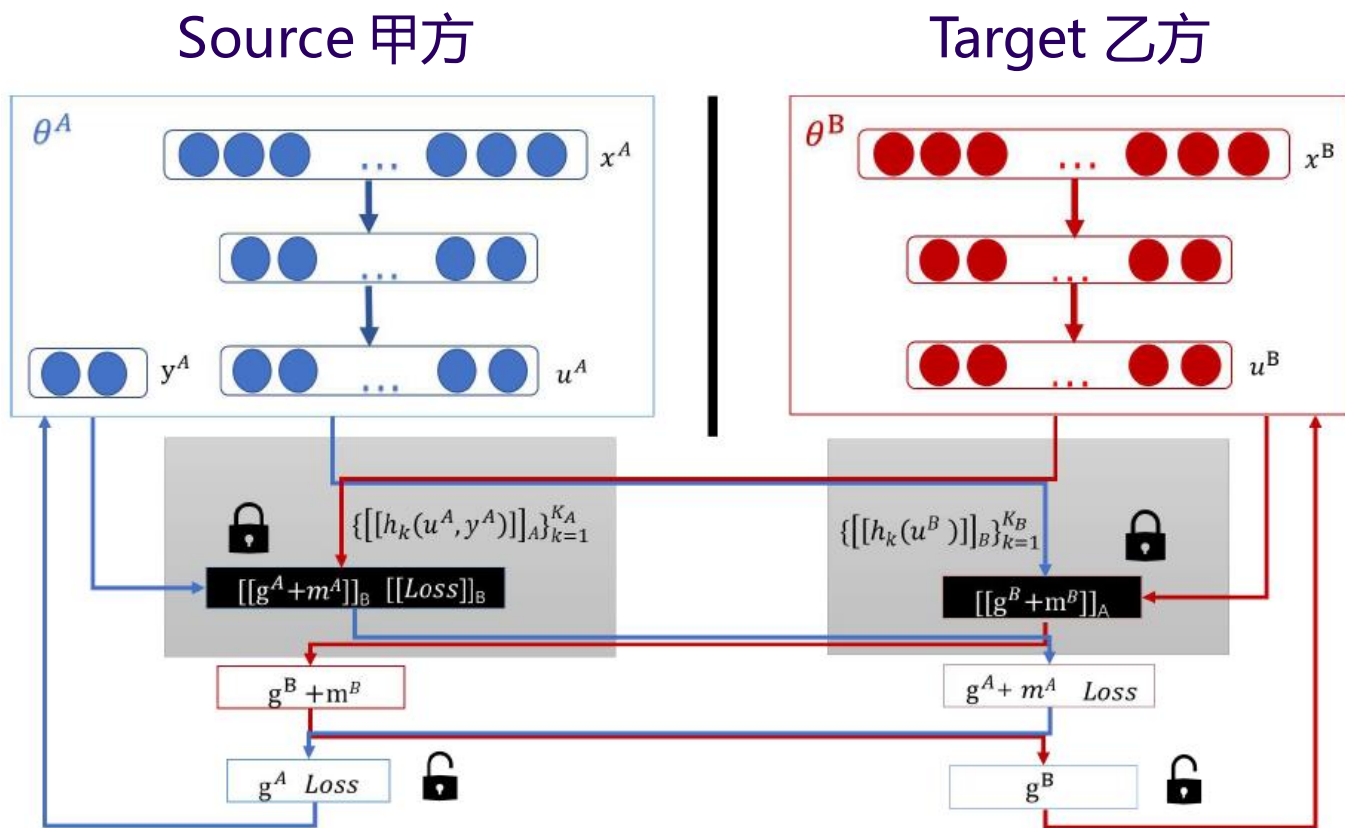 Source 甲方
Target 乙方
θ^A
x^A
y^A
u^A
θ^B
x^B
u^B
{[[h_k(u^A, y^A)]]_A}_{k=1}^{K_A}
{[[h_k(u^B )]]_B}_{k=1}^{K_B}
[[g^A+m^A]]_B [[Loss]]_B
[[g^B+m^B]]_A
g^B +m^B
g^A+ m^A Loss
g^A Loss
g^B